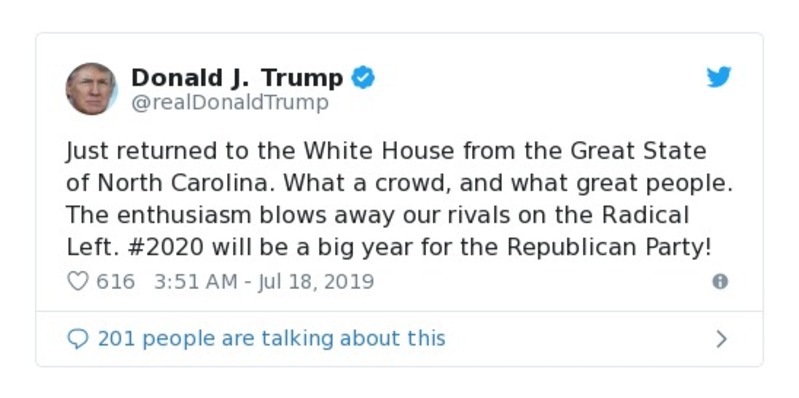 Donald J. Trump
@realDonaldTrump
Just returned to the White House from the Great State
of North Carolina. What a crowd, and what great people.
The enthusiasm blows away our rivals on the Radical
Left. #2020 will be a big year for the Republican Party!
616 3:51 AM - Jul 18, 2019
201 people are talking about this